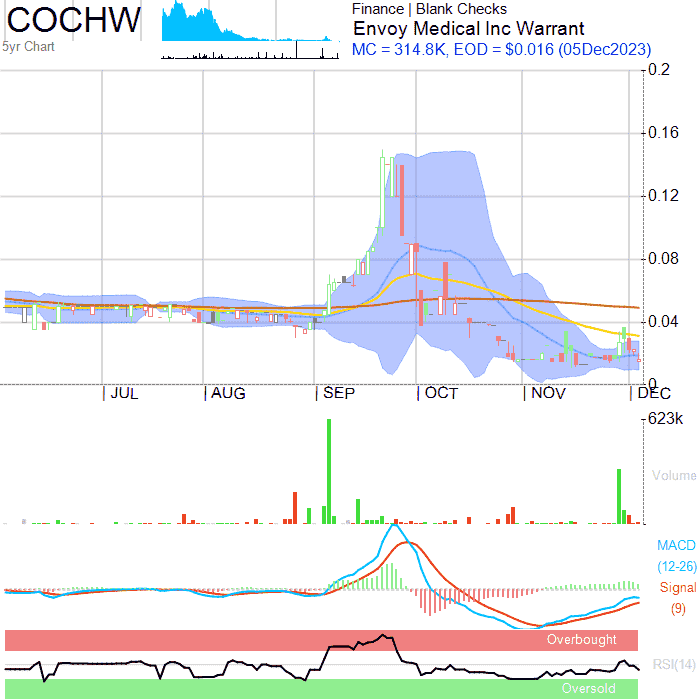 COCHW
5yr Chart
Finance | Blank Checks
Envoy Medical Inc Warrant
MC = 314.8K, EOD = $0.016 (05Dec2023)
0.2
0.16
0.12
0.08
0.04
0
JUL AUG SEP OCT NOV DEC
623k
Volume
MACD
(12-26)
Signal
(9)
Overbought
RSI(14)
Oversold